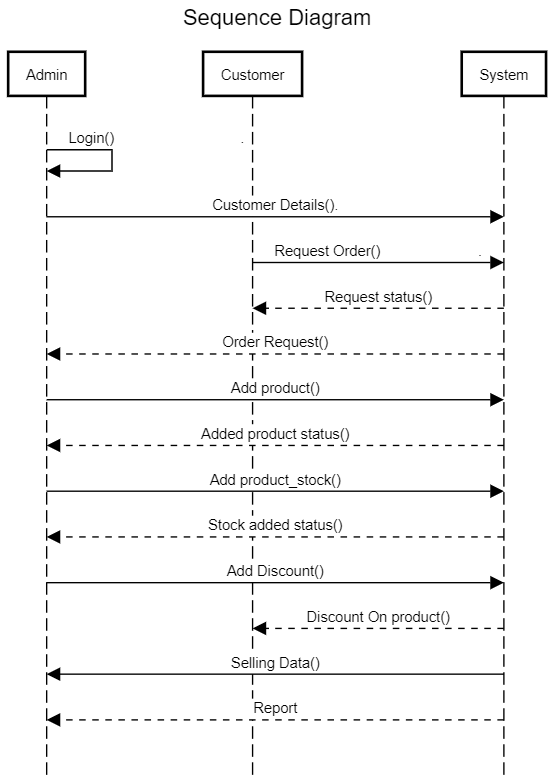 Sequence Diagram
Admin
Customer
System
Login()
.
Customer Details().
Request Order()
.
Request status()
Order Request()
Add product()
Added product status()
Add product_stock()
Stock added status()
Add Discount()
Discount On product()
Selling Data()
Report